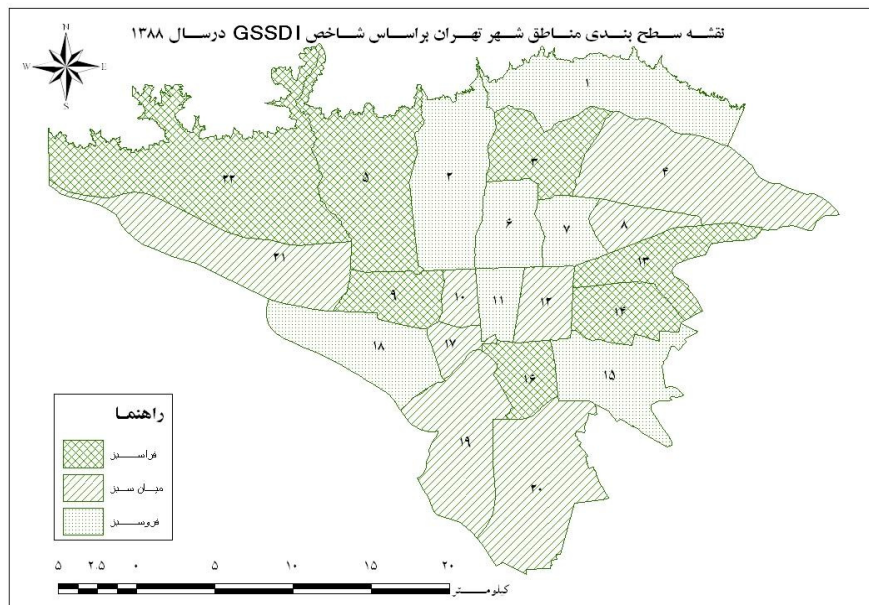 نقشه سطح بندی مناطق شهر تهران براساس شاخص GSSDI درسال ۱۳۸۸
N
W E
S
۱
۳
۴
۲۲
۵
۲
۶
۷
۸
۲۱
۱۳
۹
۱۰
۱۱
۱۲
۱۴
۱۸
۱۷
۱۶
۱۵
۱۹
۲۰
راهنما
فراسبز
میان سبز
فروسبز
۵ ۲.۵ ۰ ۵ ۱۰ ۱۵ ۲۰
کیلومتر